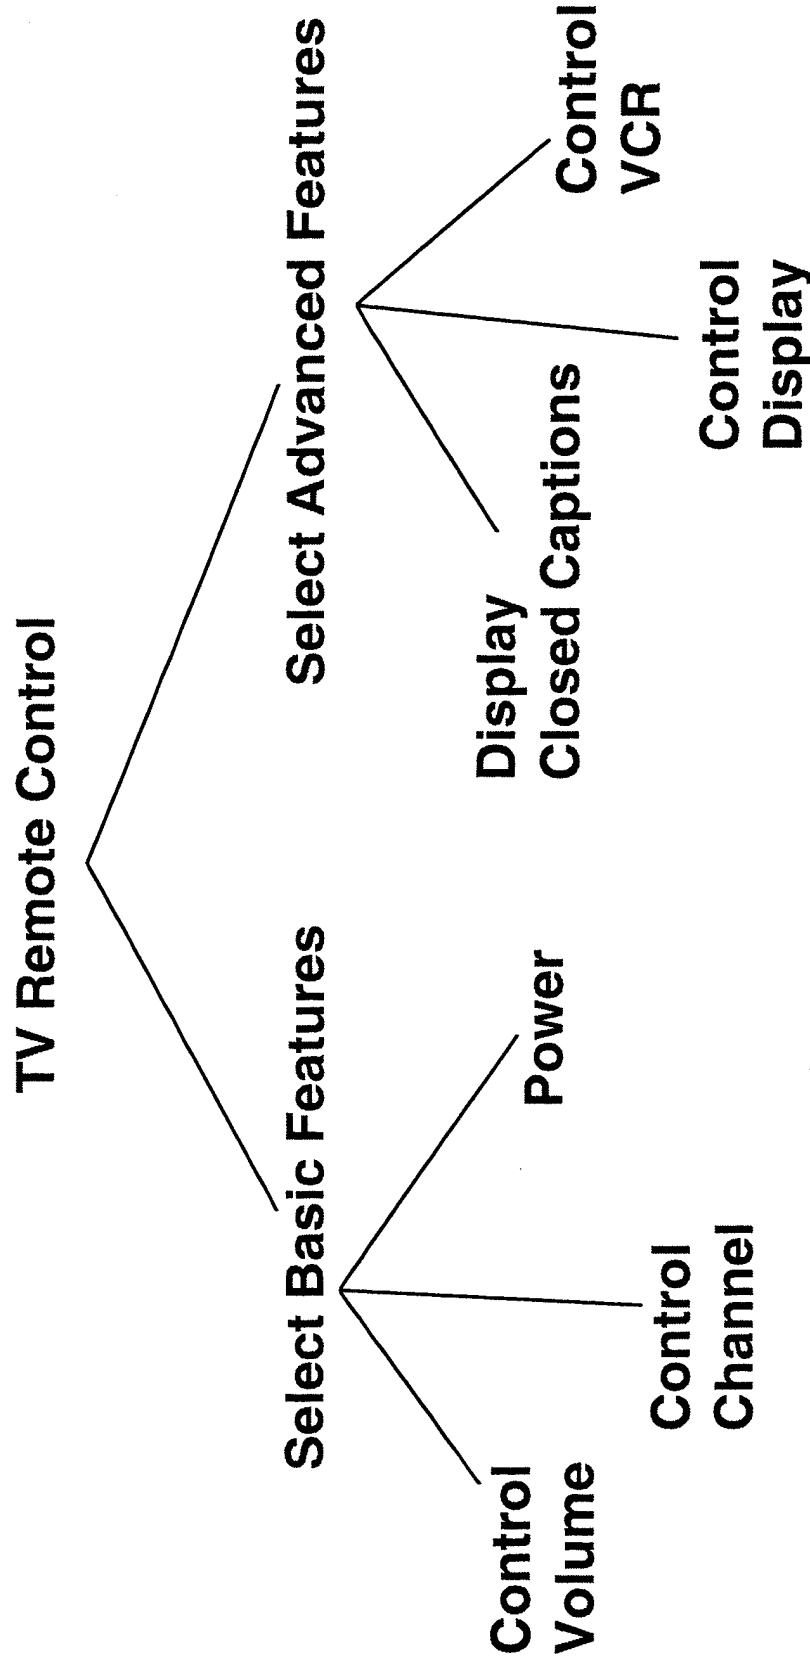 TV Remote Control
Select Basic Features
Select Advanced Features
Control
Volume
Control
Channel
Power
Display
Closed Captions
Control
Display
Control
VCR